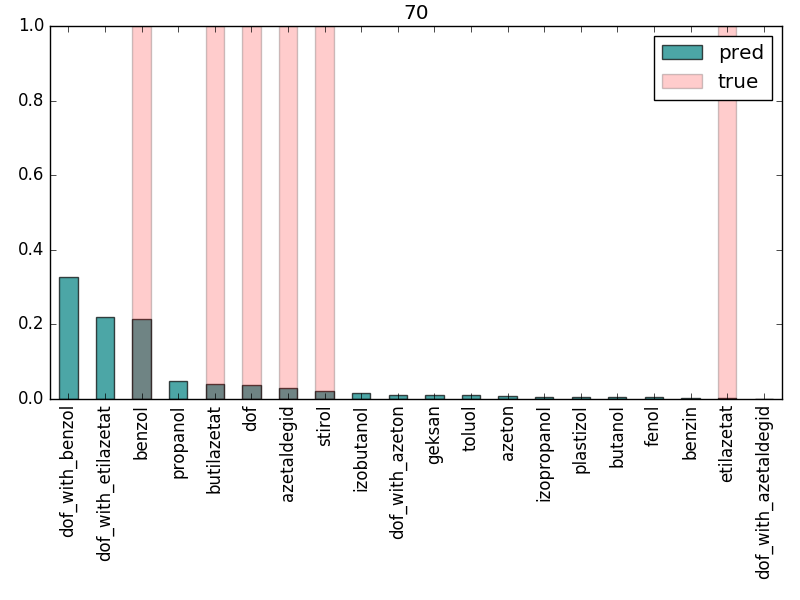 70
1.0
0.8
0.6
0.4
0.2
0.0
pred
true
dof_with_benzol
dof_with_etilazetat
benzol
propanol
butilazetat
dof
azetaldegid
stirol
izobutanol
dof_with_azeton
geksan
toluol
azeton
izopropanol
plastizol
butanol
fenol
benzin
etilazetat
dof_with_azetaldegid